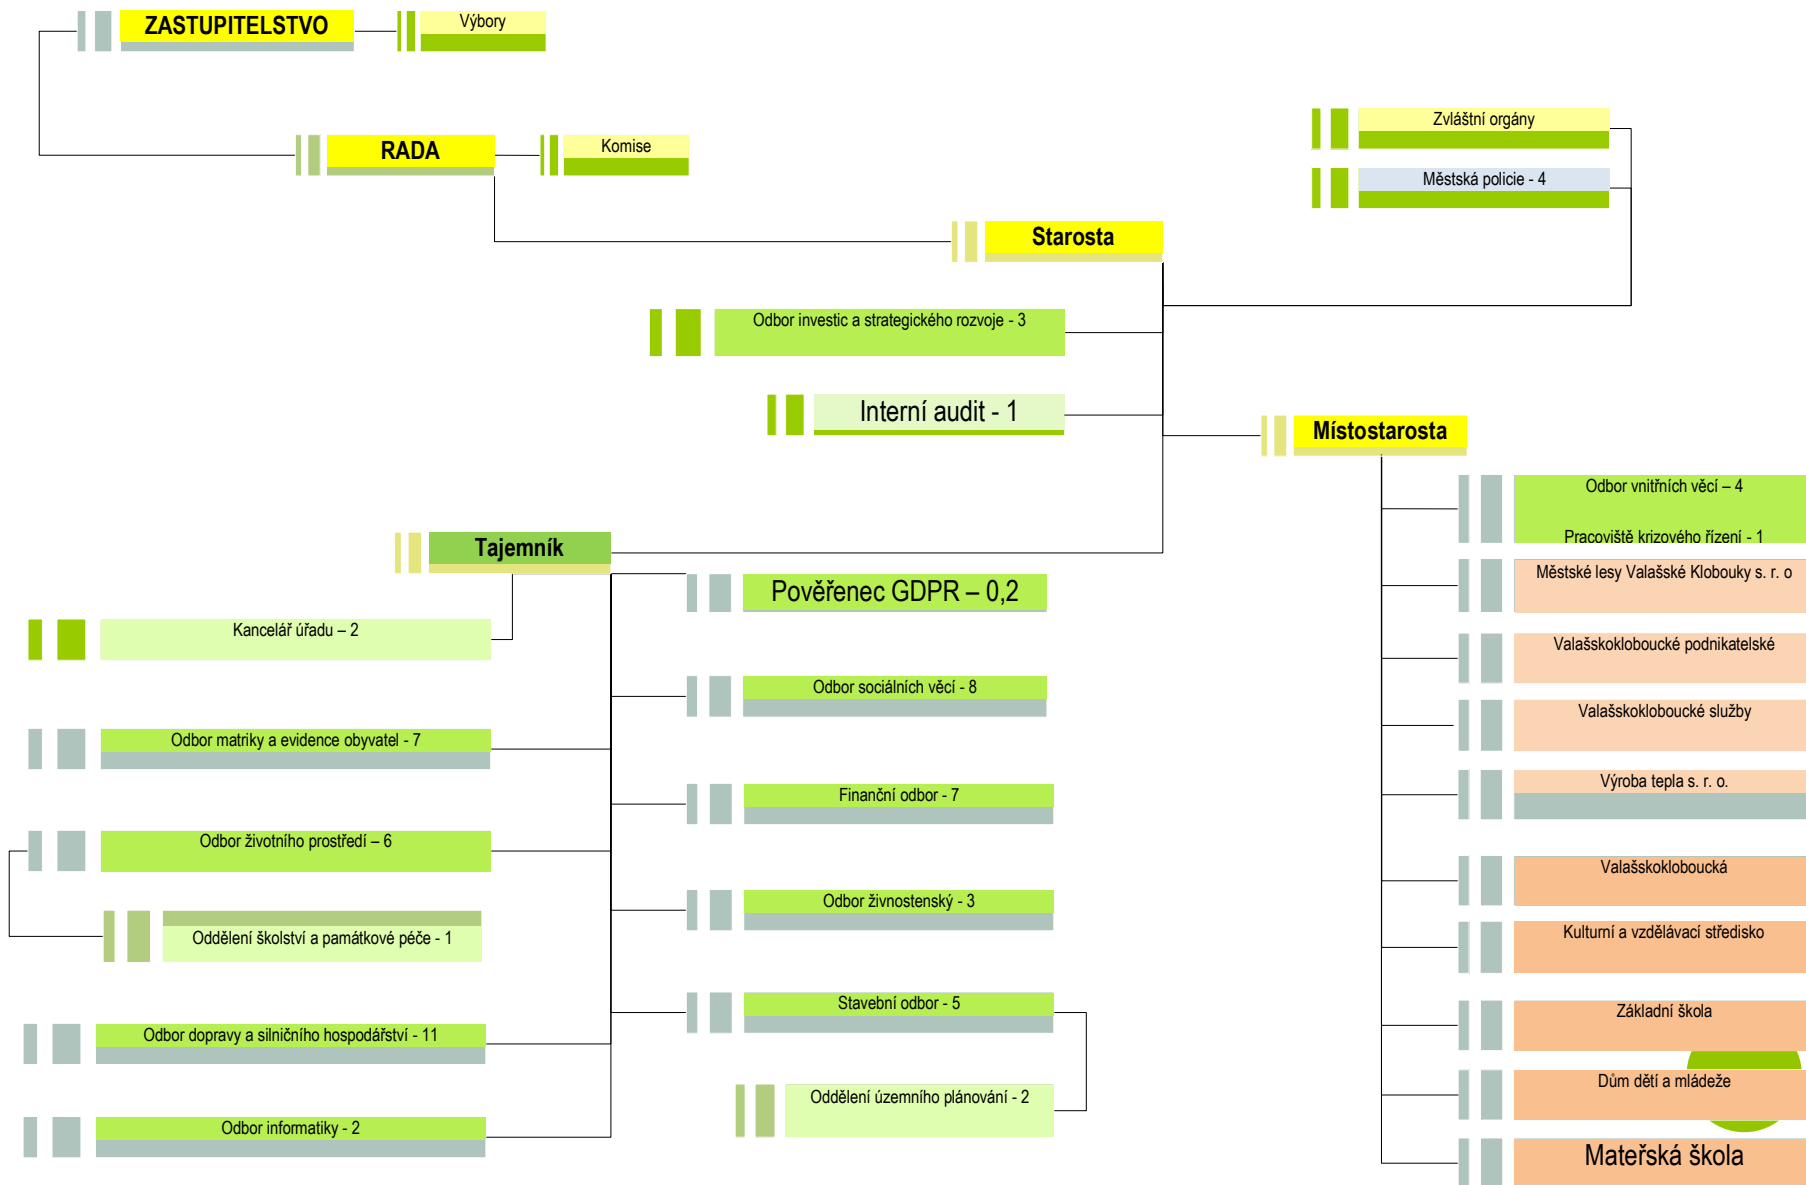 ZASTUPITELSTVO
Výbory
RADA
Komise
Zvláštní orgány
Městská policie - 4
Starosta
Odbor investic a strategického rozvoje - 3
Interní audit - 1
Místostarosta
Odbor vnitřních věcí – 4
Pracoviště krizového řízení - 1
Městské lesy Valašské Klobouky s. r. o
Valašskokloboucké podnikatelské
Valašskokloboucké služby
Výroba tepla s. r. o.
Valašskokloboucká
Kulturní a vzdělávací středisko
Základní škola
Dům dětí a mládeže
Mateřská škola
Tajemník
Pověřenec GDPR – 0,2
Kancelář úřadu – 2
Odbor sociálních věcí - 8
Odbor matriky a evidence obyvatel - 7
Finanční odbor - 7
Odbor životního prostředí – 6
Odbor živnostenský - 3
Oddělení školství a památkové péče - 1
Stavební odbor - 5
Odbor dopravy a silničního hospodářství - 11
Oddělení územního plánování - 2
Odbor informatiky - 2